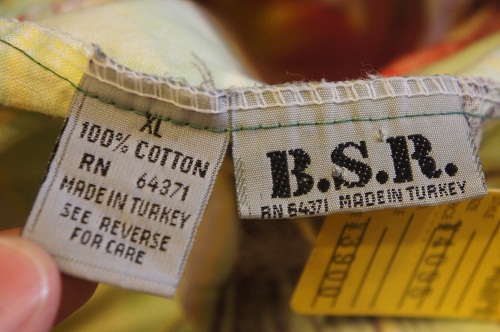 XL
100% COTTON
RN 64371
MADE IN TURKEY
SEE REVERSE
FOR CARE
B.S.R.
RN 64371 MADE IN TURKEY